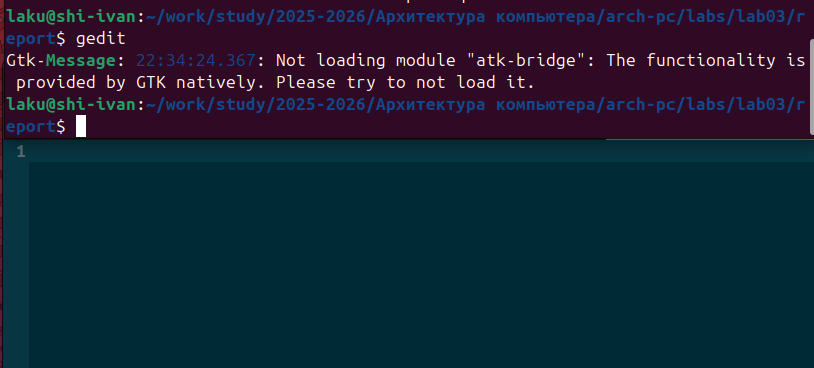 laku@shi-ivan:~/work/study/2025-2026/Архитектура компьютера/arch-pc/labs/lab03/r
eport$ gedit
Gtk-Message: 22:34:24.367: Not loading module "atk-bridge": The functionality is
 provided by GTK natively. Please try to not load it.
laku@shi-ivan:~/work/study/2025-2026/Архитектура компьютера/arch-pc/labs/lab03/r
eport$
1